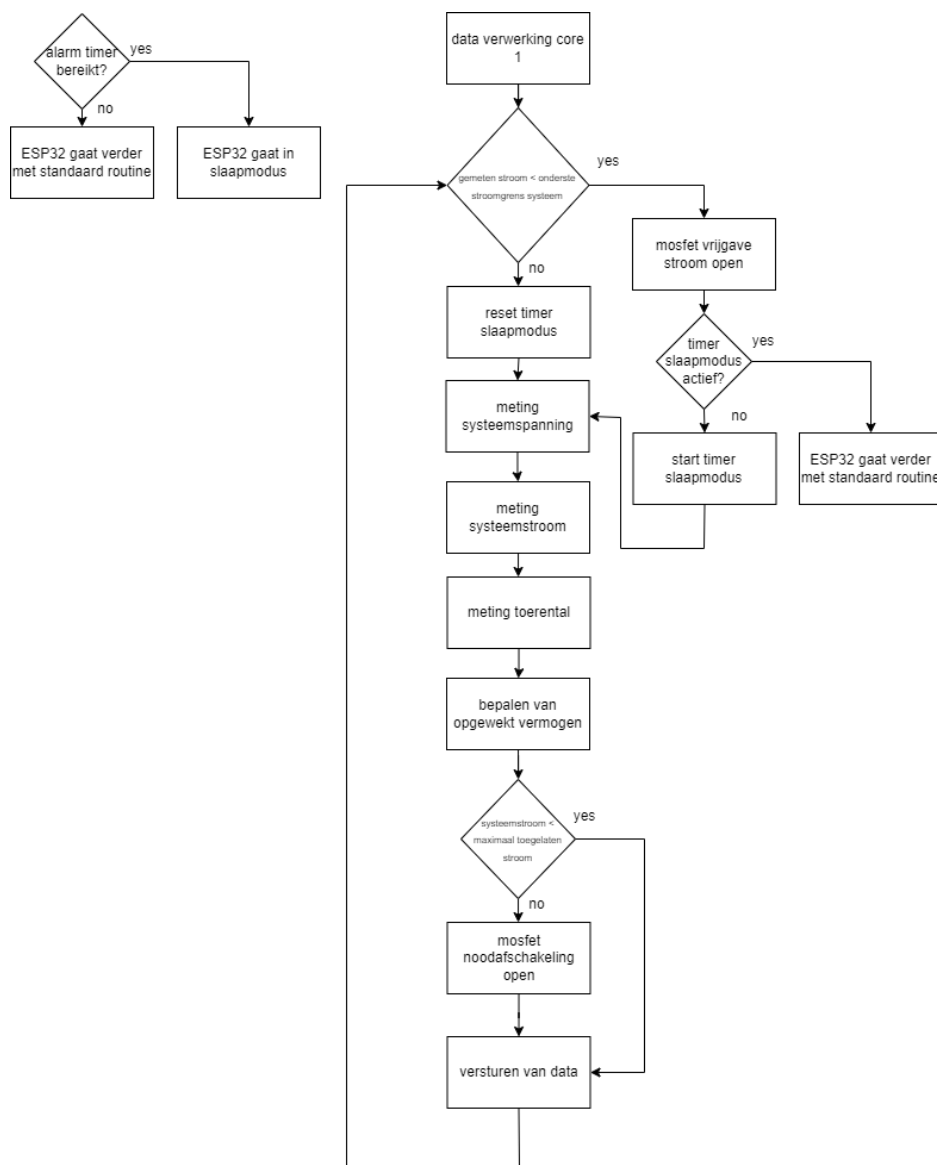 alarm timer
bereikt?
yes
no
ESP32 gaat verder
met standaard routine
ESP32 gaat in
slaapmodus
data verwerking core
1
gemeten stroom < onderste
stroomgrens systeem
yes
no
mosfet vrijgave
stroom open
reset timer
slaapmodus
timer
slaapmodus
actief?
yes
no
meting
systeemspanning
start timer
slaapmodus
ESP32 gaat verder
met standaard routine
meting
systeemstroom
meting toerental
bepalen van
opgewekt vermogen
systeemstroom <
maximaal toegelaten
stroom
yes
no
mosfet
noodafschakeling
open
versturen van data